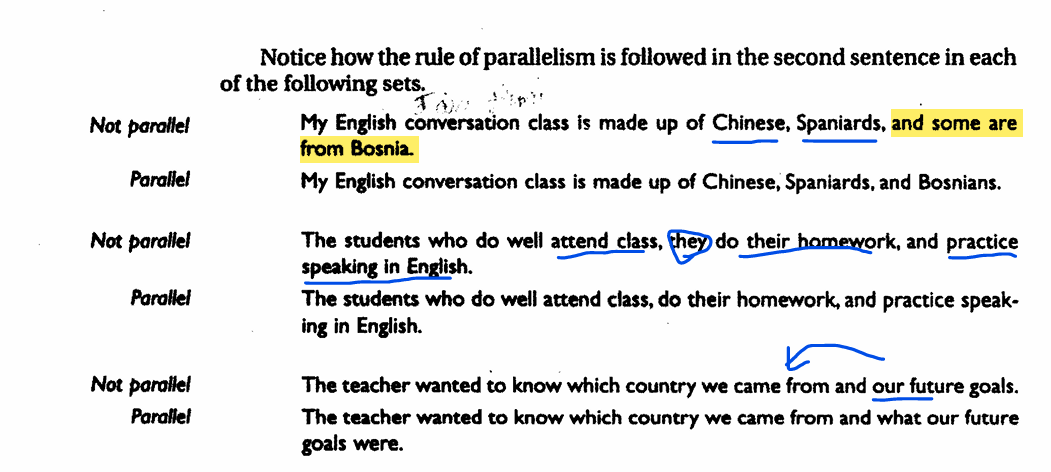 Notice how the rule of parallelism is followed in the second sentence in each
of the following sets.
Not parallel My English conversation class is made up of Chinese, Spaniards, and some are
from Bosnia.
Parallel My English conversation class is made up of Chinese, Spaniards, and Bosnians.
Not parallel The students who do well attend class, they do their homework, and practice
speaking in English.
Parallel The students who do well attend class, do their homework, and practice speak-
ing in English.
Not parallel The teacher wanted to know which country we came from and our future goals.
Parallel The teacher wanted to know which country we came from and what our future
goals were.